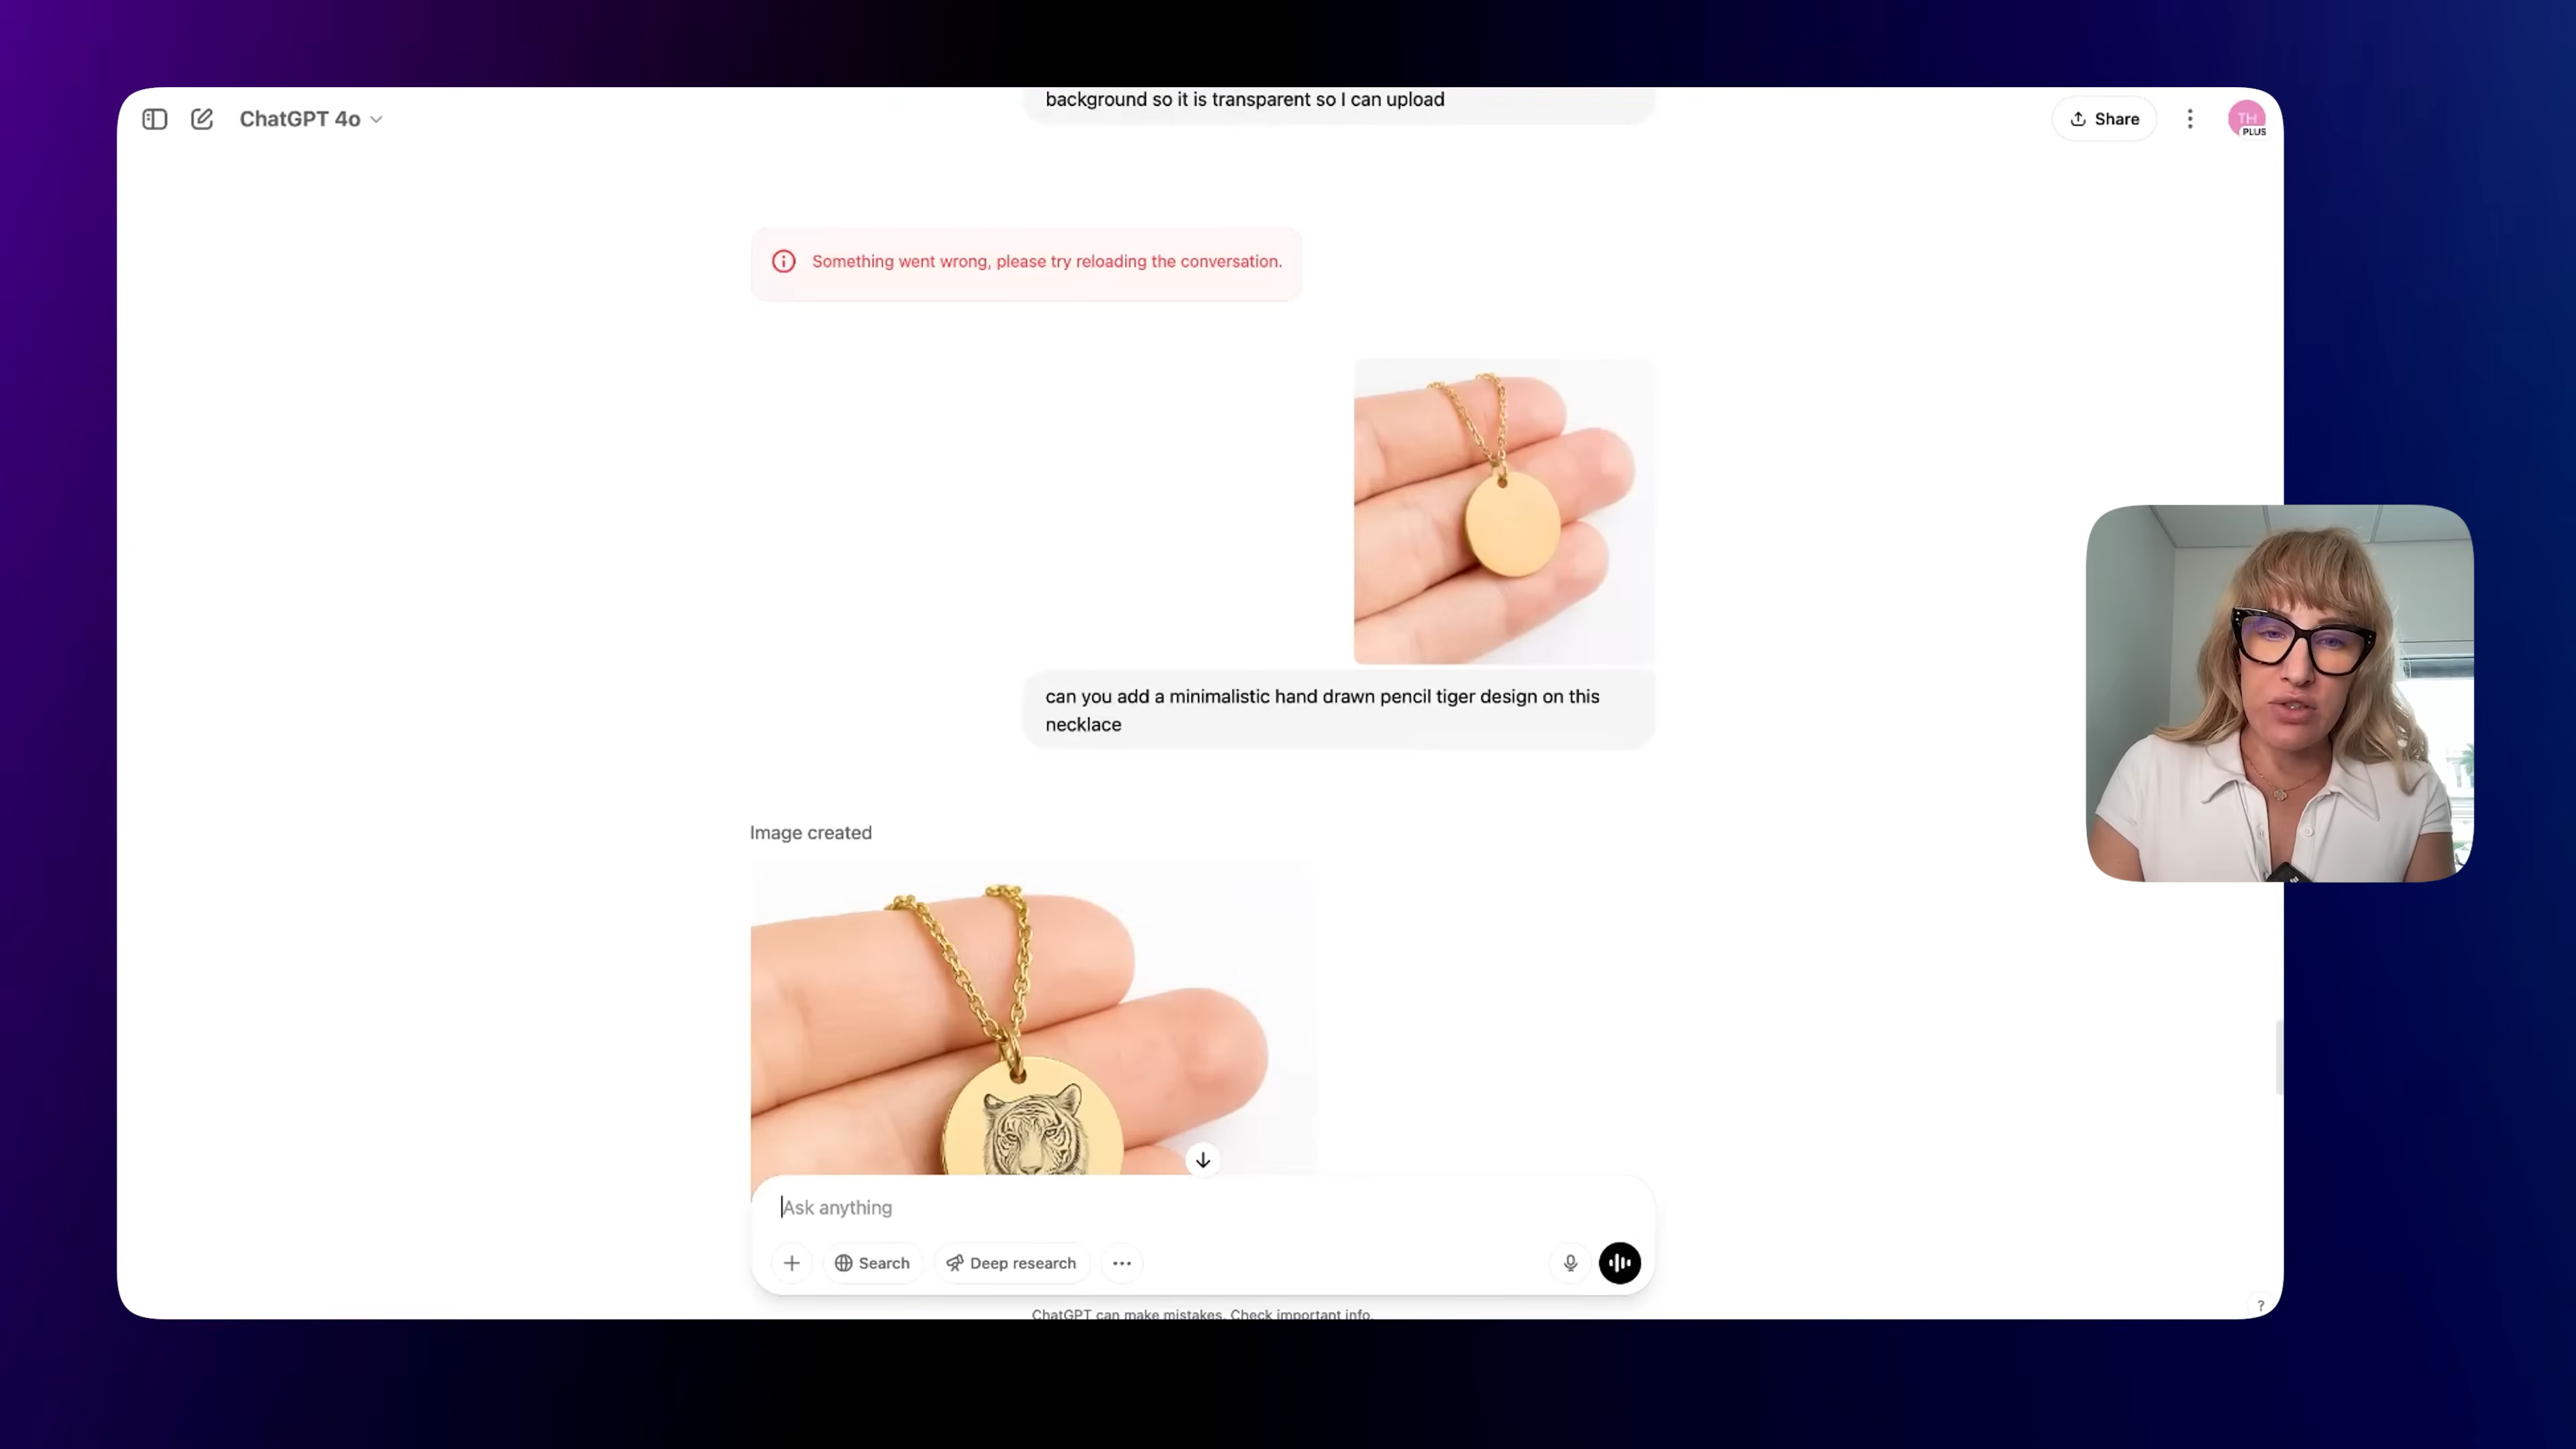 background so it is transparent so I can upload
ChatGPT 4o
Share
TH
PLUS
Something went wrong, please try reloading the conversation.
can you add a minimalistic hand drawn pencil tiger design on this
necklace
Image created
Ask anything
Search
Deep research
ChatGPT can make mistakes. Check important info.
?